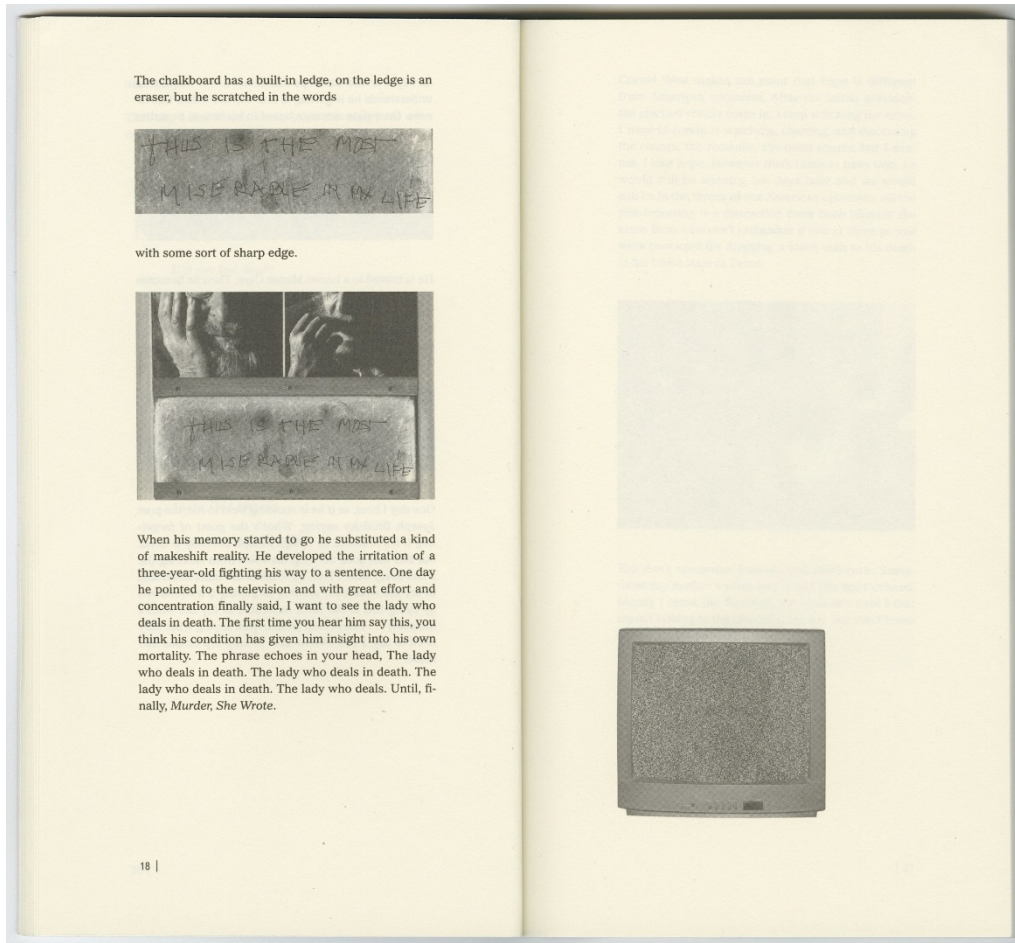 The chalkboard has a built-in ledge, on the ledge is an
eraser, but he scratched in the words
THIS IS THE MOST
MISERABLE IN MY LIFE
with some sort of sharp edge.
THIS IS THE MOST
MISERABLE IN MY LIFE
When his memory started to go he substituted a kind
of makeshift reality. He developed the irritation of a
three-year-old fighting his way to a sentence. One day
he pointed to the television and with great effort and
concentration finally said, I want to see the lady who
deals in death. The first time you hear him say this, you
think his condition has given him insight into his own
mortality. The phrase echoes in your head, The lady
who deals in death. The lady who deals in death. The
lady who deals in death. The lady who deals. Until, fi-
nally, Murder, She Wrote.
18 |